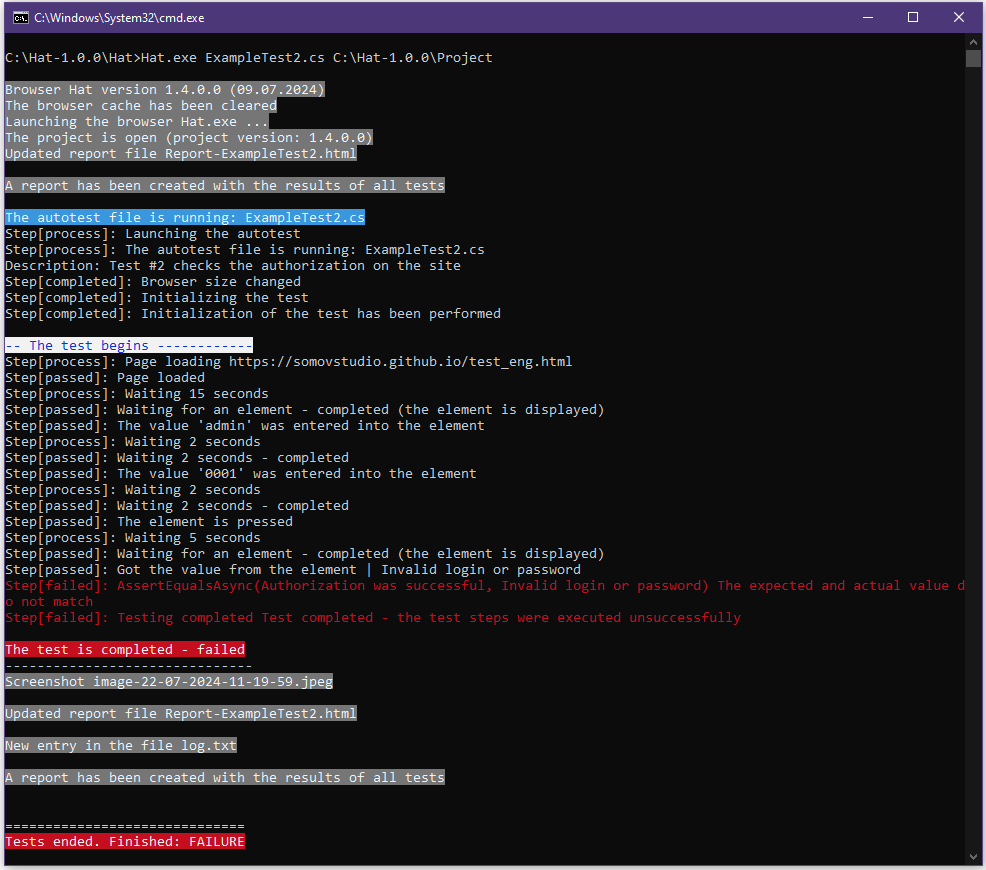 C:\Windows\System32\cmd.exe
C:\Hat-1.0.0\Hat>Hat.exe ExampleTest2.cs C:\Hat-1.0.0\Project
Browser Hat version 1.4.0.0 (09.07.2024)
The browser cache has been cleared
Launching the browser Hat.exe ...
The project is open (project version: 1.4.0.0)
Updated report file Report-ExampleTest2.html
A report has been created with the results of all tests
The autotest file is running: ExampleTest2.cs
Step[process]: Launching the autotest
Step[process]: The autotest file is running: ExampleTest2.cs
Description: Test #2 checks the authorization on the site
Step[completed]: Browser size changed
Step[completed]: Initializing the test
Step[completed]: Initialization of the test has been performed
-- The test begins ------------
Step[process]: Page loading https://somovstudio.github.io/test_eng.html
Step[passed]: Page loaded
Step[process]: Waiting 15 seconds
Step[passed]: Waiting for an element - completed (the element is displayed)
Step[passed]: The value 'admin' was entered into the element
Step[process]: Waiting 2 seconds
Step[passed]: Waiting 2 seconds - completed
Step[passed]: The value '0001' was entered into the element
Step[process]: Waiting 2 seconds
Step[passed]: Waiting 2 seconds - completed
Step[passed]: The element is pressed
Step[process]: Waiting 5 seconds
Step[passed]: Waiting for an element - completed (the element is displayed)
Step[passed]: Got the value from the element | Invalid login or password
Step[failed]: AssertEqualsAsync(Authorization was successful, Invalid login or password) The expected and actual value d
o not match
Step[failed]: Testing completed Test completed - the test steps were executed unsuccessfully
The test is completed - failed
-------------------------------
Screenshot image-22-07-2024-11-19-59.jpeg
Updated report file Report-ExampleTest2.html
New entry in the file log.txt
A report has been created with the results of all tests
==============================
Tests ended. Finished: FAILURE